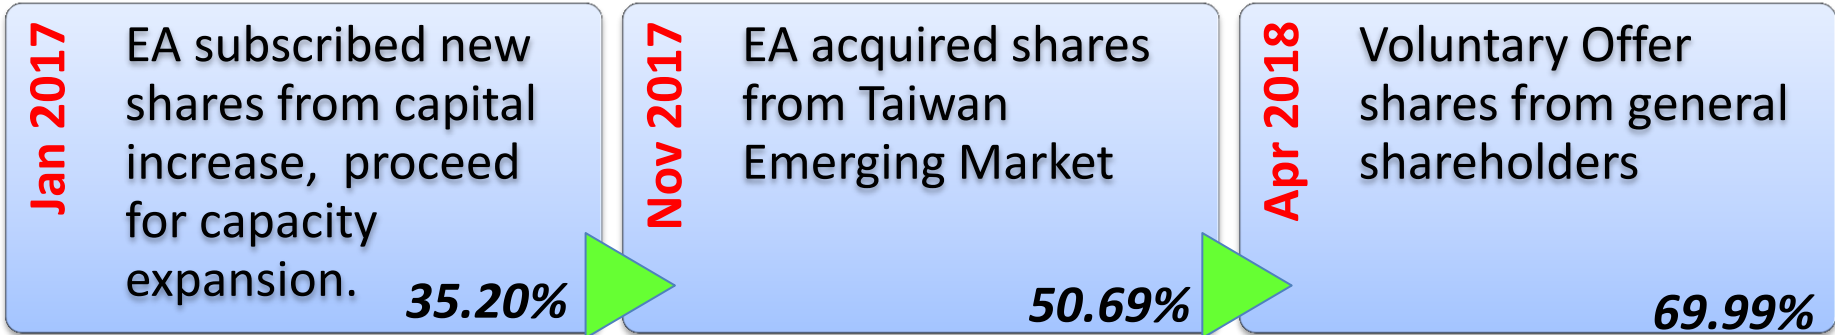 Jan 2017
EA subscribed new
shares from capital
increase,  proceed
for capacity
expansion.
35.20%
Nov 2017
EA acquired shares
from Taiwan
Emerging Market
50.69%
Apr 2018
Voluntary Offer
shares from general
shareholders
69.99%